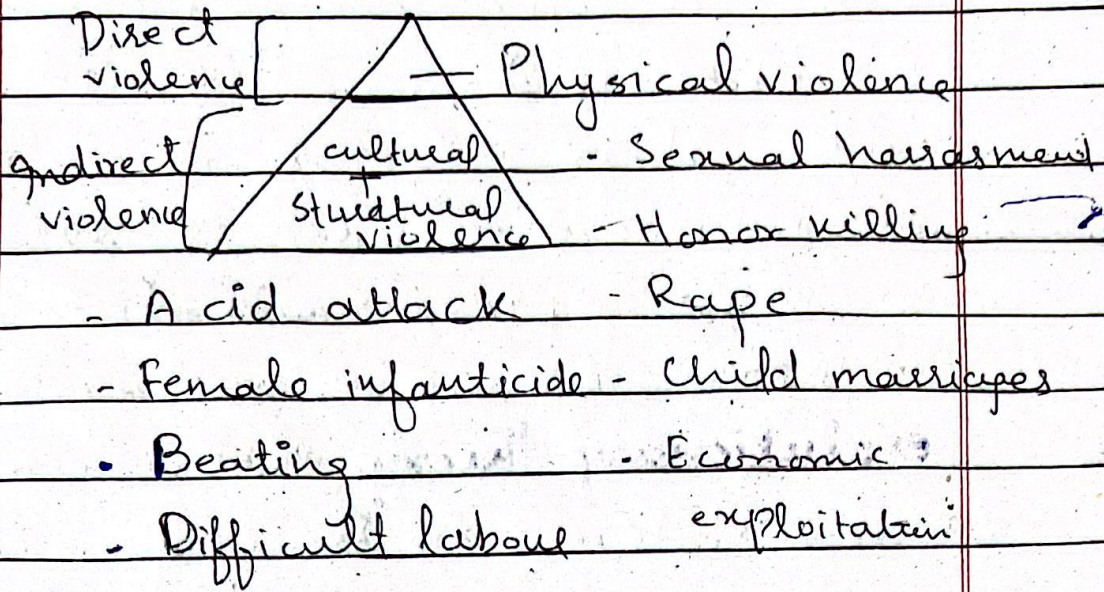 Direct
violence
Physical violence
Indirect
violence
cultural
+
Structural
violence
- Sexual harrasment
- Honor killing
- Acid attack - Rape
- Female infanticide - Child marriages
• Beating - Economic
exploitation
- Difficult labour